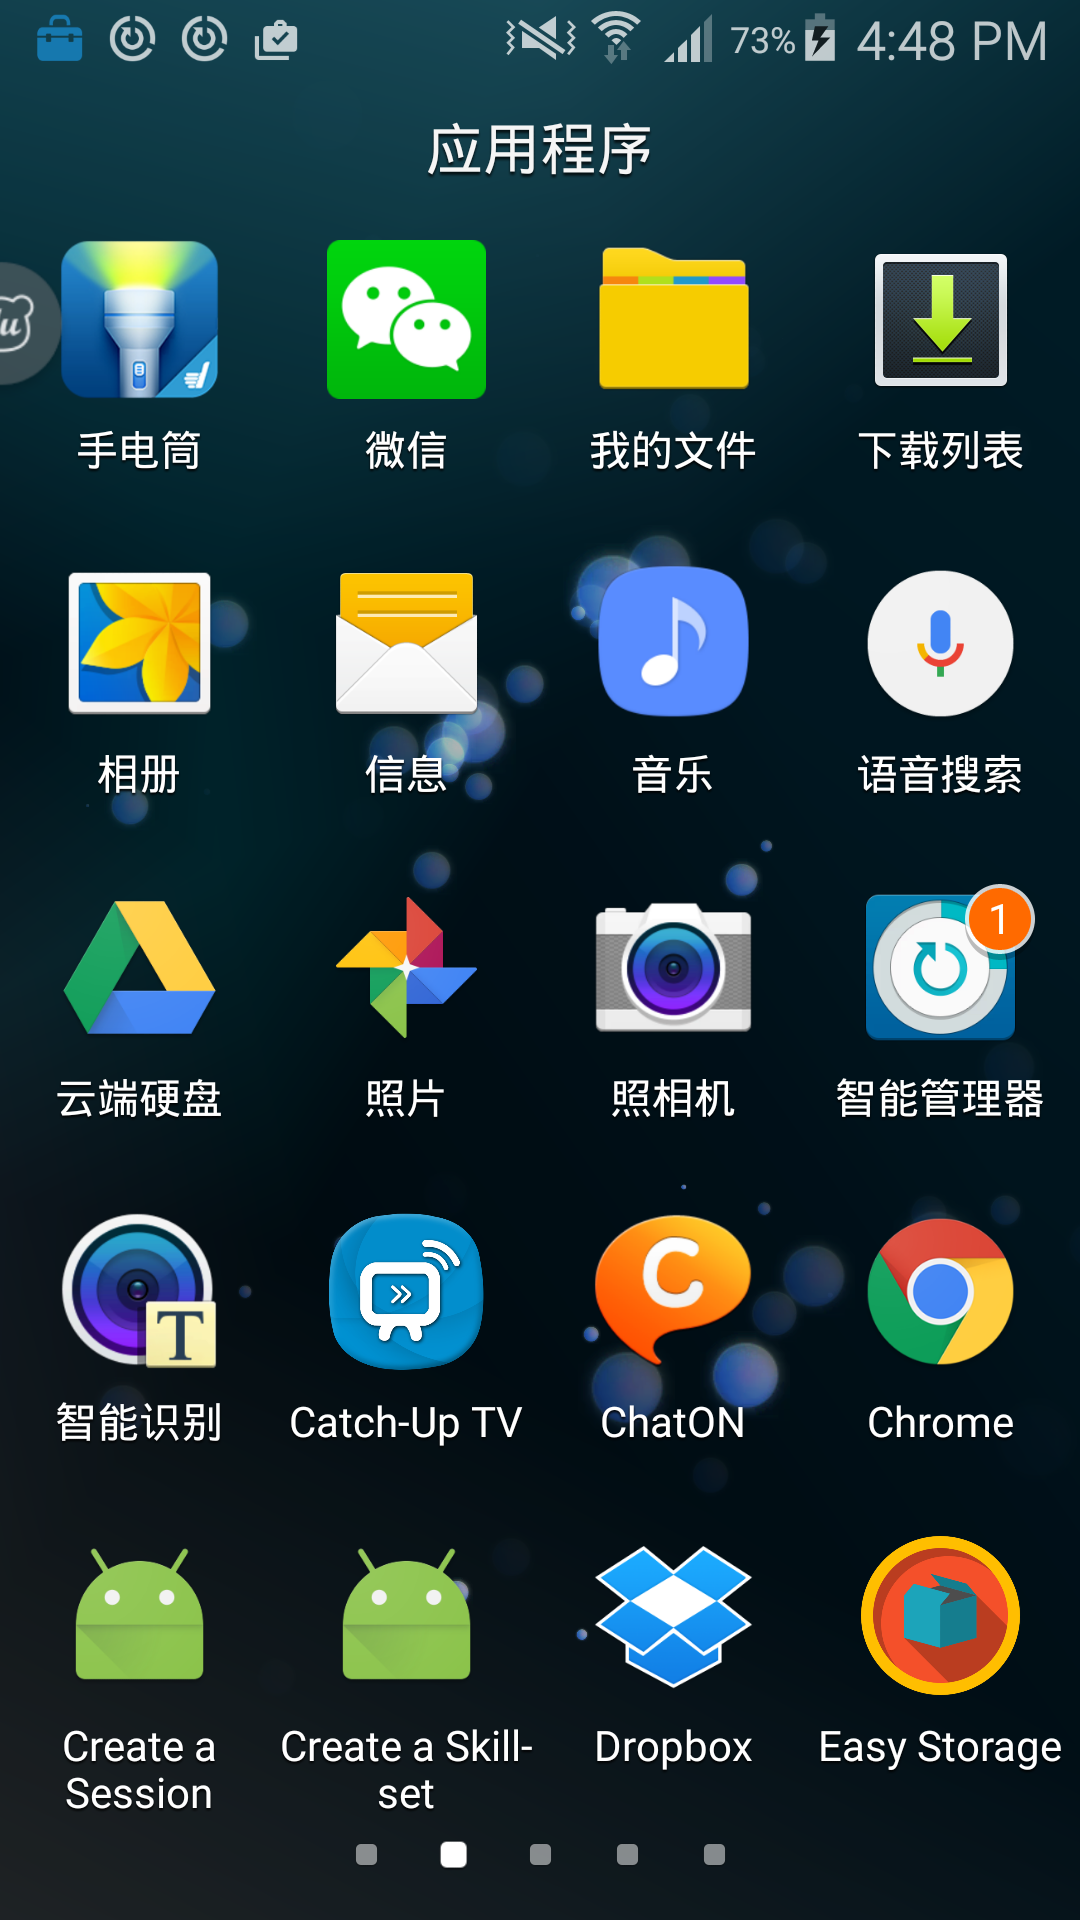 73% 4:48 PM
应用程序
u
手电筒 微信 我的文件 下载列表
相册 信息 音乐 语音搜索
1
云端硬盘 照片 照相机 智能管理器
T
C
智能识别 Catch-Up TV ChatON Chrome
Create a Session Create a Skill-set Dropbox Easy Storage